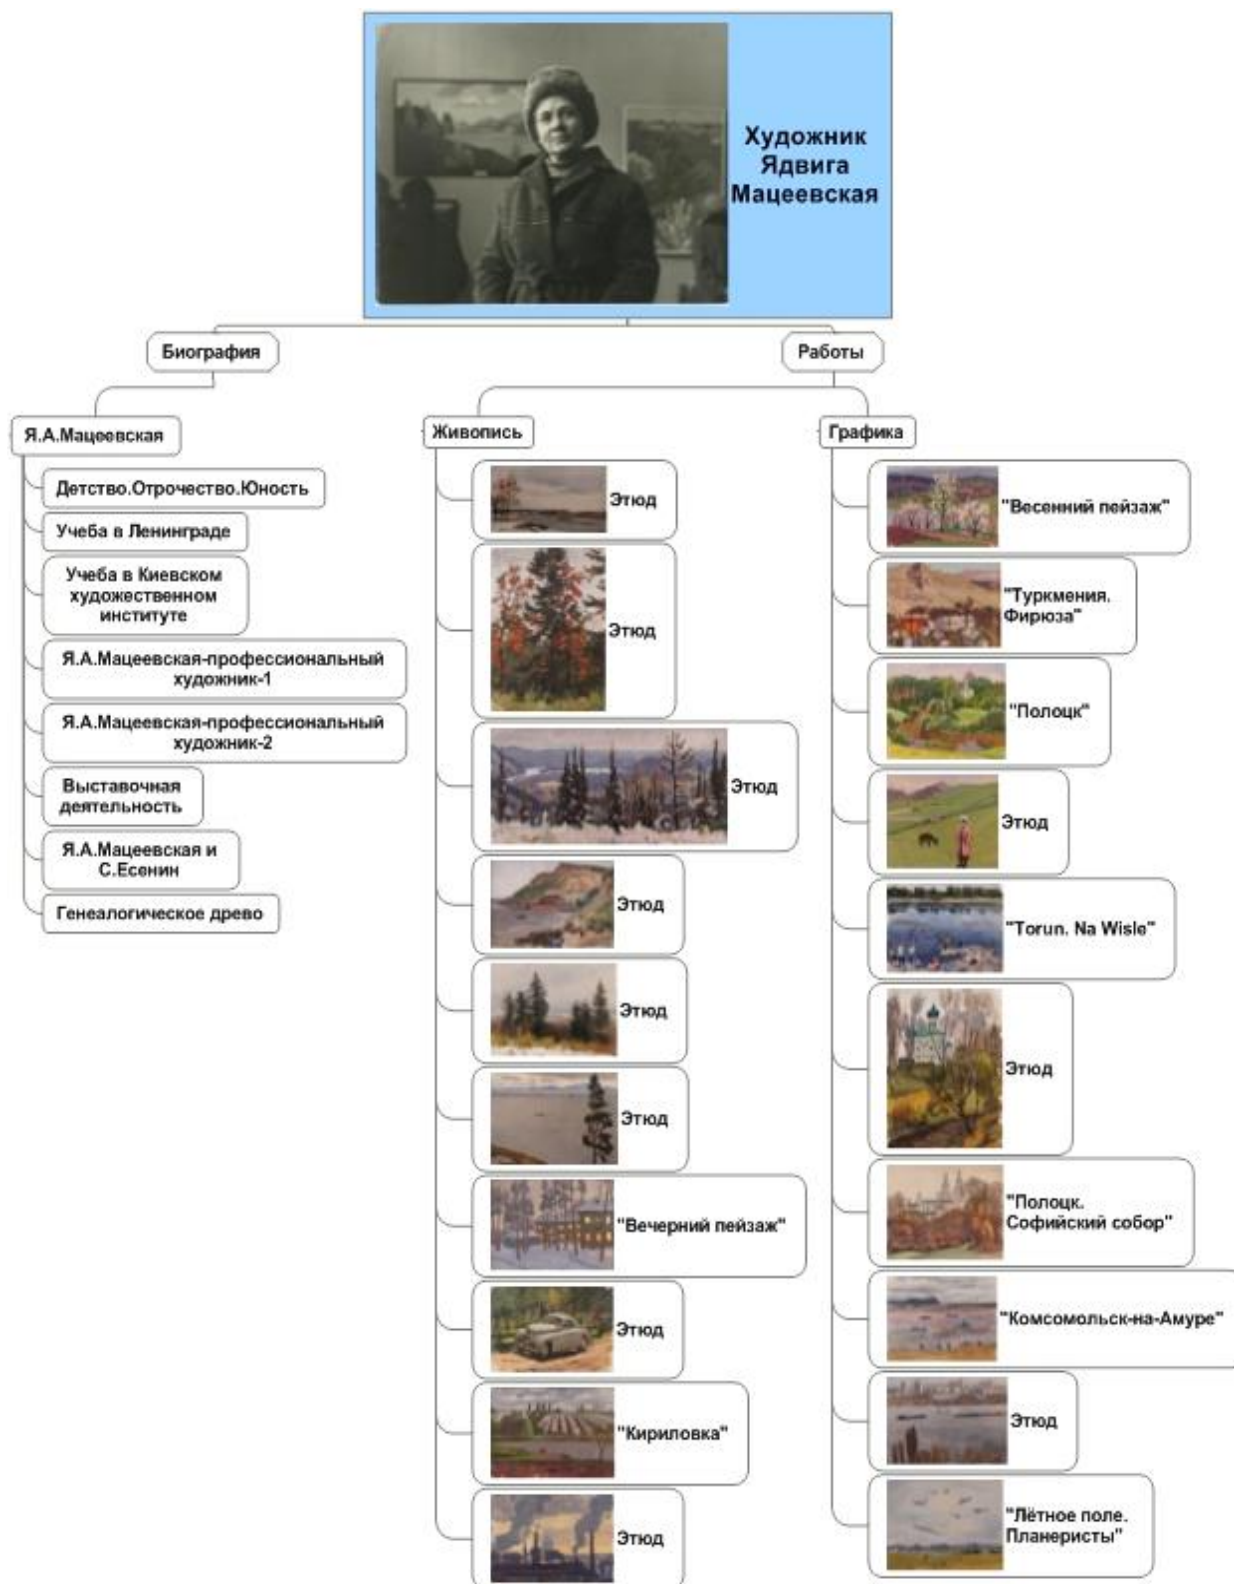 Художник
Ядвига
Мацеевская
Биография
Работы
Я.А.Мацеевская
Детство.Отрочество.Юность
Учеба в Ленинграде
Учеба в Киевском
художественном
институте
Я.А.Мацеевская-профессиональный
художник-1
Я.А.Мацеевская-профессиональный
художник-2
Выставочная
деятельность
Я.А.Мацеевская и
С.Есенин
Генеалогическое древо
Живопись
Этюд
Этюд
Этюд
Этюд
Этюд
Этюд
"Вечерний пейзаж"
Этюд
"Кириловка"
Этюд
Графика
"Весенний пейзаж"
"Туркмения.
Фирюза"
"Полоцк"
Этюд
"Torun. Na Wisle"
Этюд
"Полоцк.
Софийский собор"
"Комсомольск-на-Амуре"
Этюд
"Лётное поле.
Планеристы"